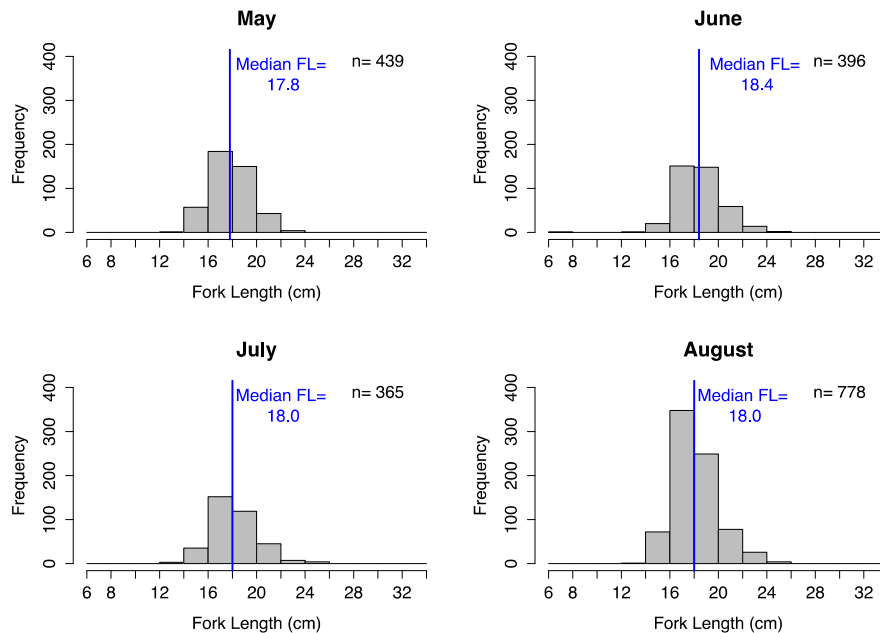 May
Median FL=
17.8
n= 439
Frequency
0 100 200 300 400
6 8 12 16 20 24 28 32
Fork Length (cm)
June
Median FL=
18.4
n= 396
Frequency
0 100 200 300 400
6 8 12 16 20 24 28 32
Fork Length (cm)
July
Median FL=
18.0
n= 365
Frequency
0 100 200 300 400
6 8 12 16 20 24 28 32
Fork Length (cm)
August
Median FL=
18.0
n= 778
Frequency
0 100 200 300 400
6 8 12 16 20 24 28 32
Fork Length (cm)